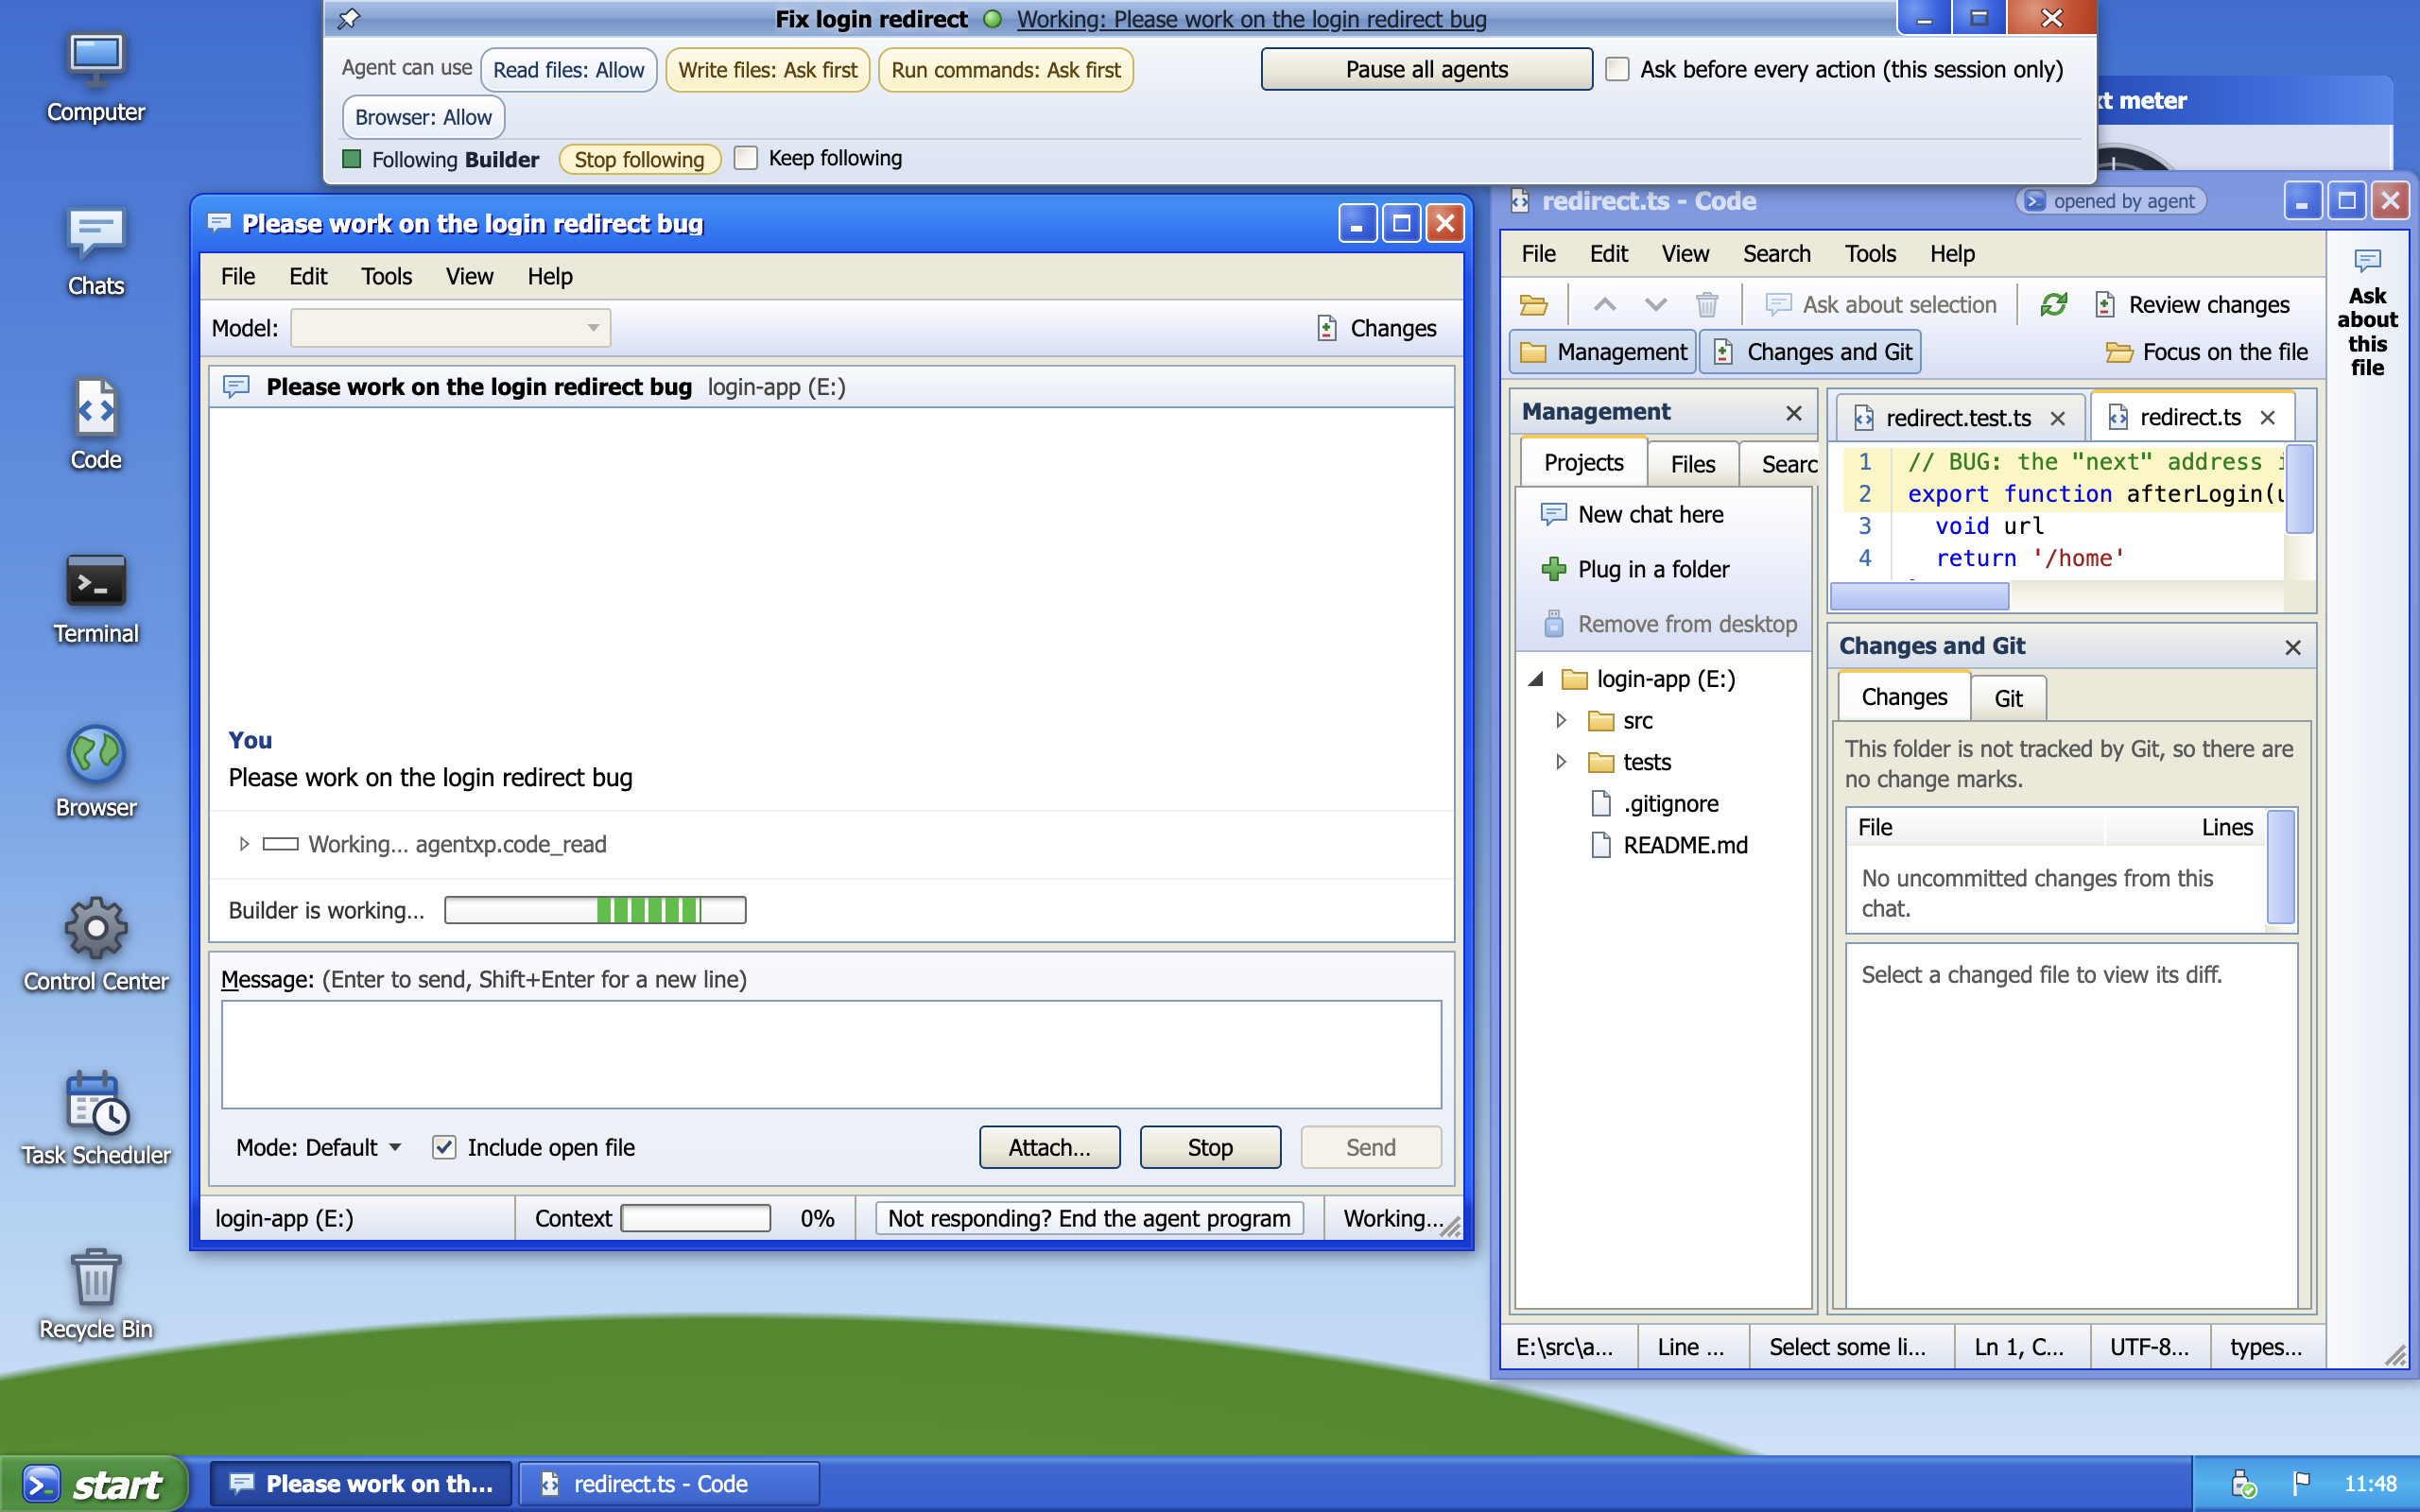 Computer
Chats
Code
Terminal
Browser
Control Center
Task Scheduler
Recycle Bin
Fix login redirect
Working: Please work on the login redirect bug
Agent can use
Read files: Allow
Write files: Ask first
Run commands: Ask first
Browser: Allow
Pause all agents
Ask before every action (this session only)
Following Builder
Stop following
Keep following
meter
Please work on the login redirect bug
File Edit Tools View Help
Model:
Changes
Please work on the login redirect bug login-app (E:)
You
Please work on the login redirect bug
Working... agentxp.code_read
Builder is working...
Message: (Enter to send, Shift+Enter for a new line)
Mode: Default
Include open file
Attach...
Stop
Send
login-app (E:)
Context
0%
Not responding? End the agent program
Working...
redirect.ts - Code
opened by agent
File Edit View Search Tools Help
Ask about selection
Review changes
Management
Changes and Git
Focus on the file
Ask
about
this
file
Management
Projects
Files
Searc
New chat here
Plug in a folder
Remove from desktop
login-app (E:)
src
tests
.gitignore
README.md
redirect.test.ts
redirect.ts
1 // BUG: the "next" address
2 export function afterLogin(
3 void url
4 return '/home'
Changes and Git
Changes
Git
This folder is not tracked by Git, so there are
no change marks.
File
Lines
No uncommitted changes from this
chat.
Select a changed file to view its diff.
E:\src\a...
Line ...
Select some li...
Ln 1, C...
UTF-8...
types...
start
Please work on th...
redirect.ts - Code
11:48